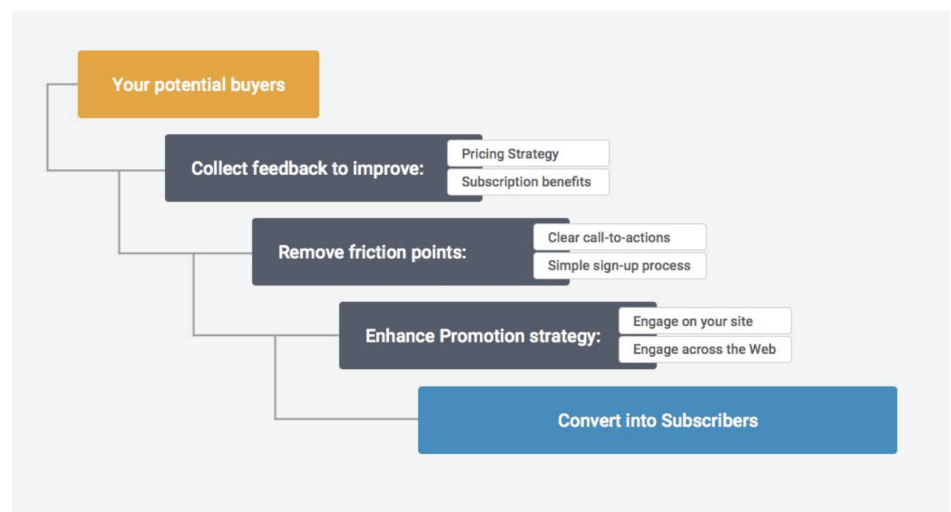 Your potential buyers
Collect feedback to improve:
Pricing Strategy
Subscription benefits
Remove friction points:
Clear call-to-actions
Simple sign-up process
Enhance Promotion strategy:
Engage on your site
Engage across the Web
Convert into Subscribers